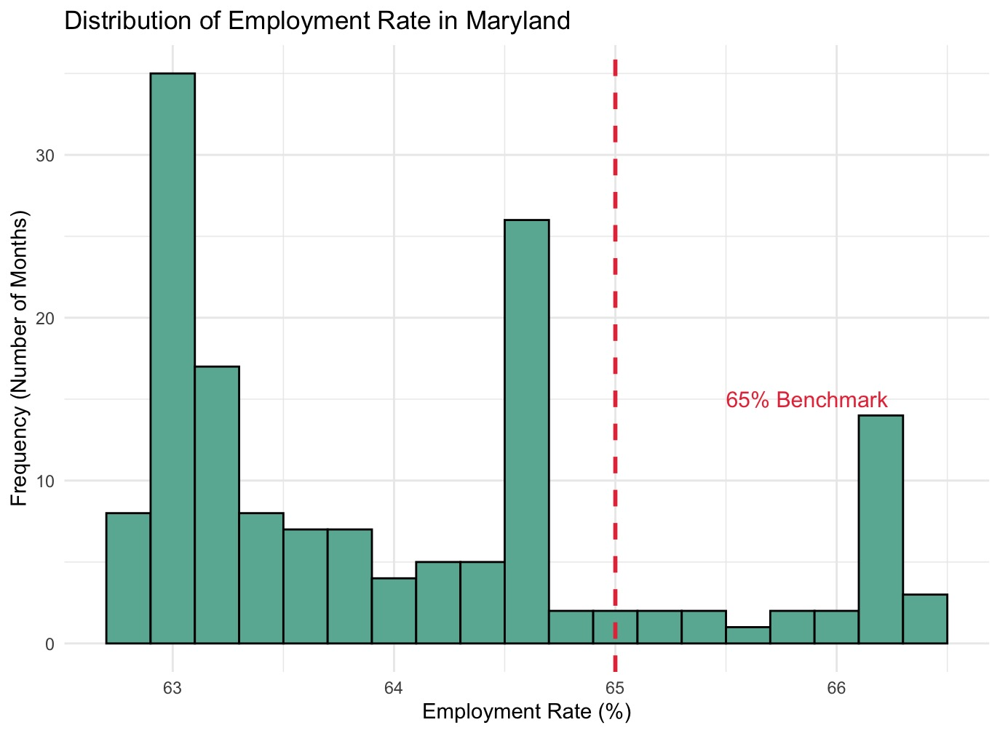 Distribution of Employment Rate in Maryland
Frequency (Number of Months)
30
20
10
0
65% Benchmark
63
64
65
66
Employment Rate (%)